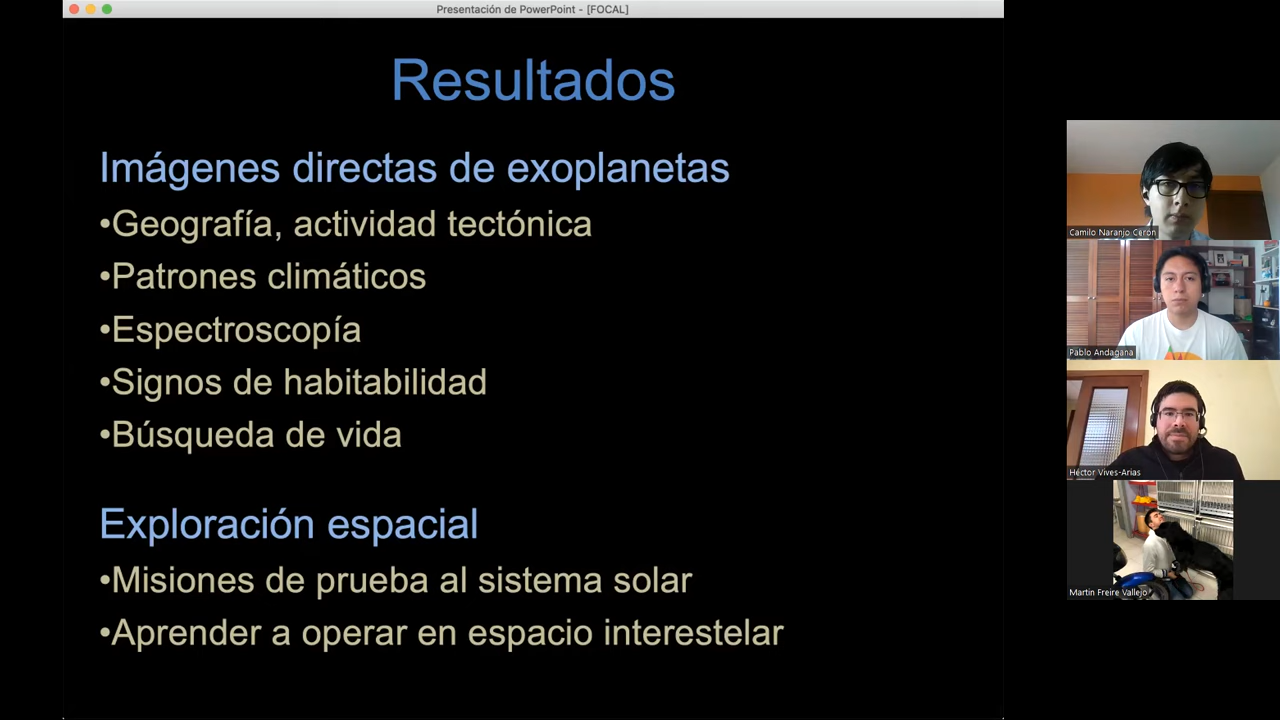 Presentación de PowerPoint - [FOCAL]
Resultados
Imágenes directas de exoplanetas
•Geografía, actividad tectónica
•Patrones climáticos
•Espectroscopía
•Signos de habitabilidad
•Búsqueda de vida
Exploración espacial
•Misiones de prueba al sistema solar
•Aprender a operar en espacio interestelar
Camilo Naranjo Cerón
Pablo Andagana
Héctor Vives-Arias
Martin Freire Vallejo